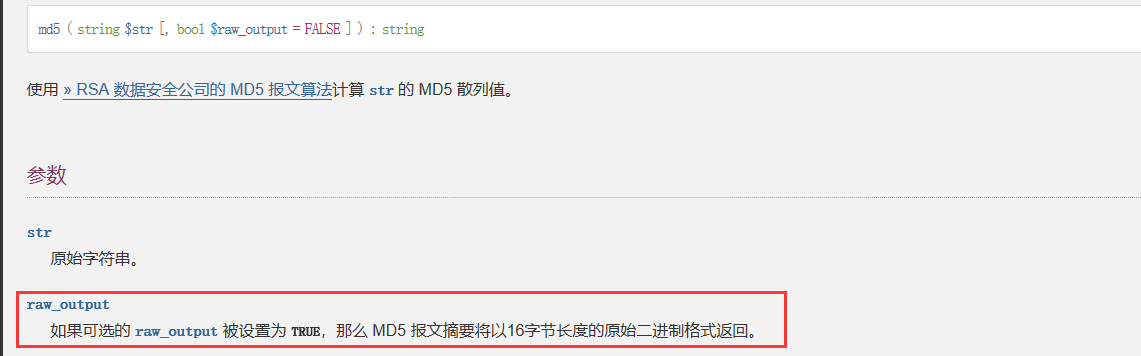 md5 ( string $str [, bool $raw_output = FALSE ] ) : string
使用 » RSA 数据安全公司的 MD5 报文算法计算 str 的 MD5 散列值。
参数
str
原始字符串。
raw_output
如果可选的 raw_output 被设置为 TRUE，那么 MD5 报文摘要将以16字节长度的原始二进制格式返回。